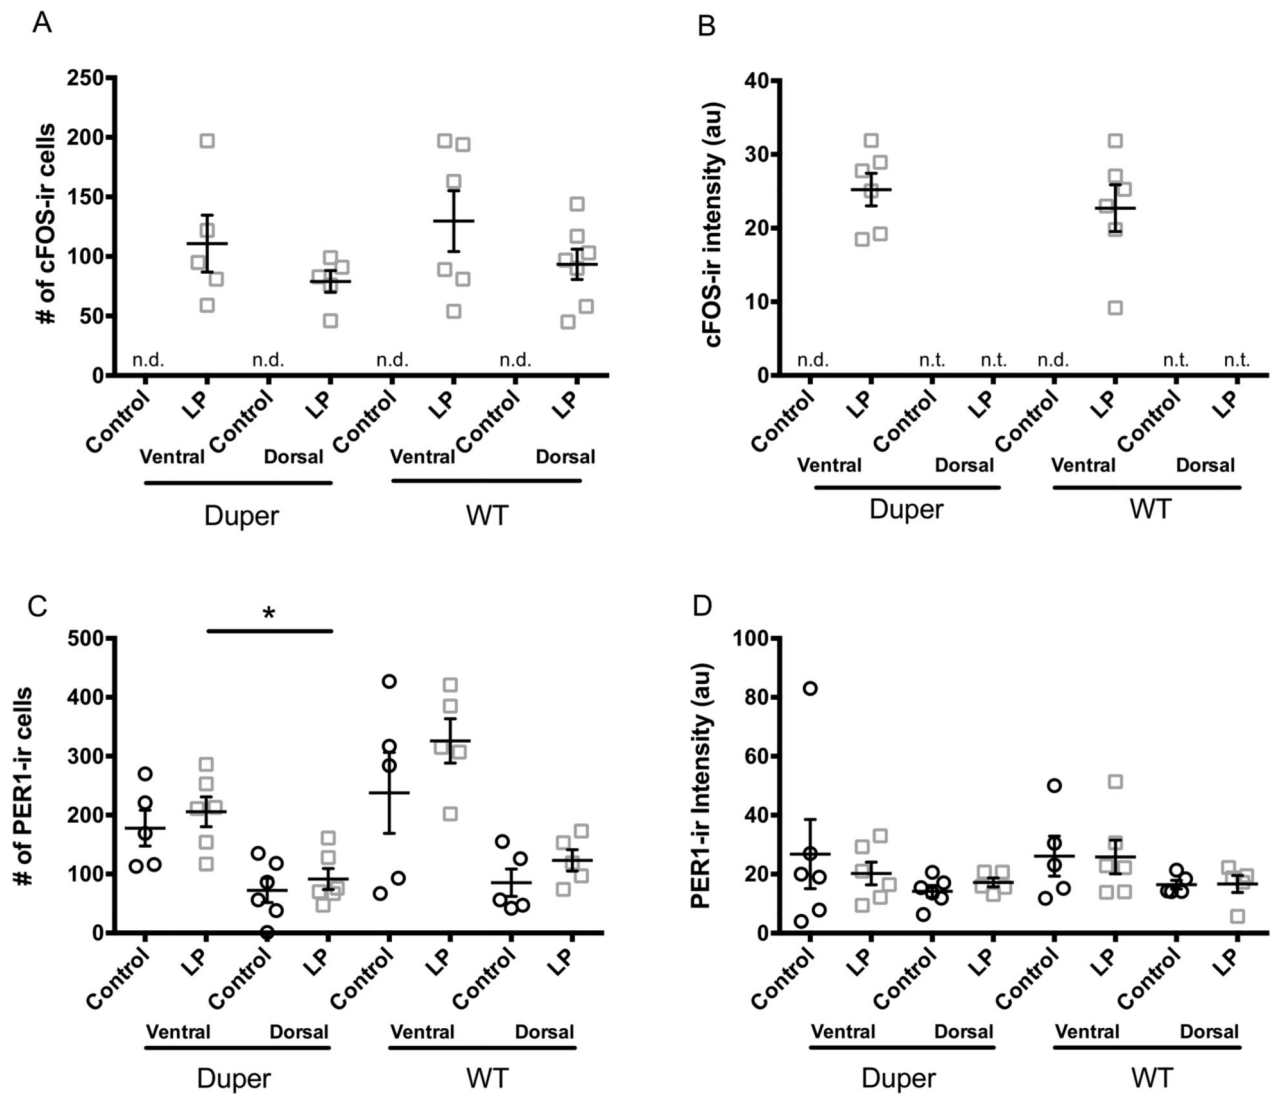 A
# of cFOS-ir cells
250
200
150
100
50
0
n.d. n.d. n.d. n.d.
Control LP Control LP Control LP Control LP
Ventral Dorsal Ventral Dorsal
Duper WT
B
cFOS-ir intensity (au)
40
30
20
10
0
n.d. n.t. n.t. n.d. n.t. n.t.
Control LP Control LP Control LP Control LP
Ventral Dorsal Ventral Dorsal
Duper WT
C
# of PER1-ir cells
*
500
400
300
200
100
0
Control LP Control LP Control LP Control LP
Ventral Dorsal Ventral Dorsal
Duper WT
D
PER1-ir Intensity (au)
100
80
60
40
20
0
Control LP Control LP Control LP Control LP
Ventral Dorsal Ventral Dorsal
Duper WT